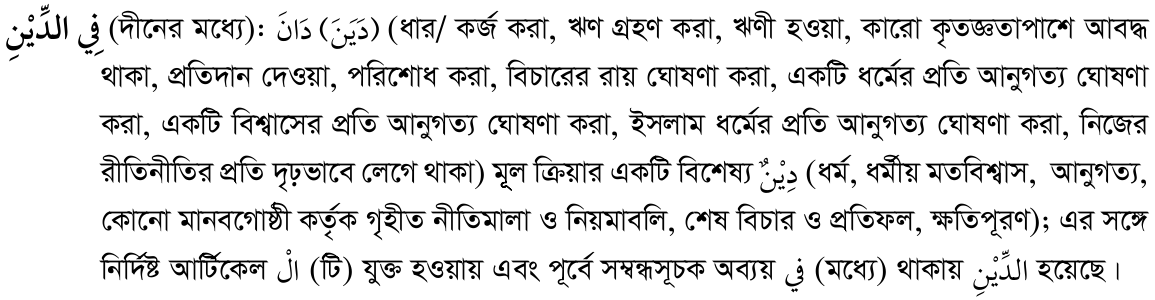 فِي الدِّيْنِ (দীনের মধ্যে): دَانَ (دَيَنَ) (ধার/ কর্জ করা, ঋণ গ্রহণ করা, ঋণী হওয়া, কারো কৃতজ্ঞতাপাশে আবদ্ধ
থাকা, প্রতিদান দেওয়া, পরিশোধ করা, বিচারের রায় ঘোষণা করা, একটি ধর্মের প্রতি আনুগত্য ঘোষণা
করা, একটি বিশ্বাসের প্রতি আনুগত্য ঘোষণা করা, ইসলাম ধর্মের প্রতি আনুগত্য ঘোষণা করা, নিজের
রীতিনীতির প্রতি দৃঢ়ভাবে লেগে থাকা) মূল ক্রিয়ার একটি বিশেষ্য دِيْنٌ (ধর্ম, ধর্মীয় মতবিশ্বাস, আনুগত্য,
কোনো মানবগোষ্ঠী কর্তৃক গৃহীত নীতিমালা ও নিয়মাবলি, শেষ বিচার ও প্রতিফল, ক্ষতিপূরণ); এর সঙ্গে
নির্দিষ্ট আর্টিকেল الْ (টি) যুক্ত হওয়ায় এবং পূর্বে সম্বন্ধসূচক অব্যয় فِي (মধ্যে) থাকায় الدِّيْنِ হয়েছে।